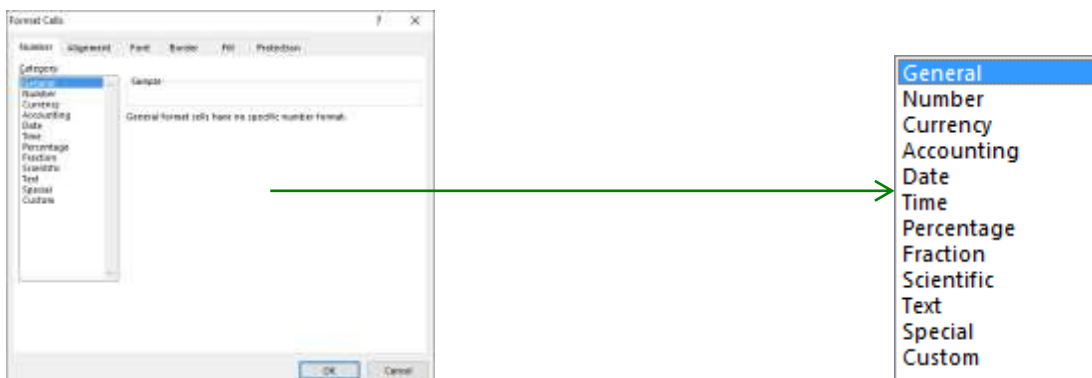 Format Cells ? ×
Number Alignment Font Border Fill Protection
Category:
General
Number
Currency
Accounting
Date
Time
Percentage
Fraction
Scientific
Text
Special
Custom
Sample
General format cells have no specific number format.
OK Cancel
General
Number
Currency
Accounting
Date
Time
Percentage
Fraction
Scientific
Text
Special
Custom